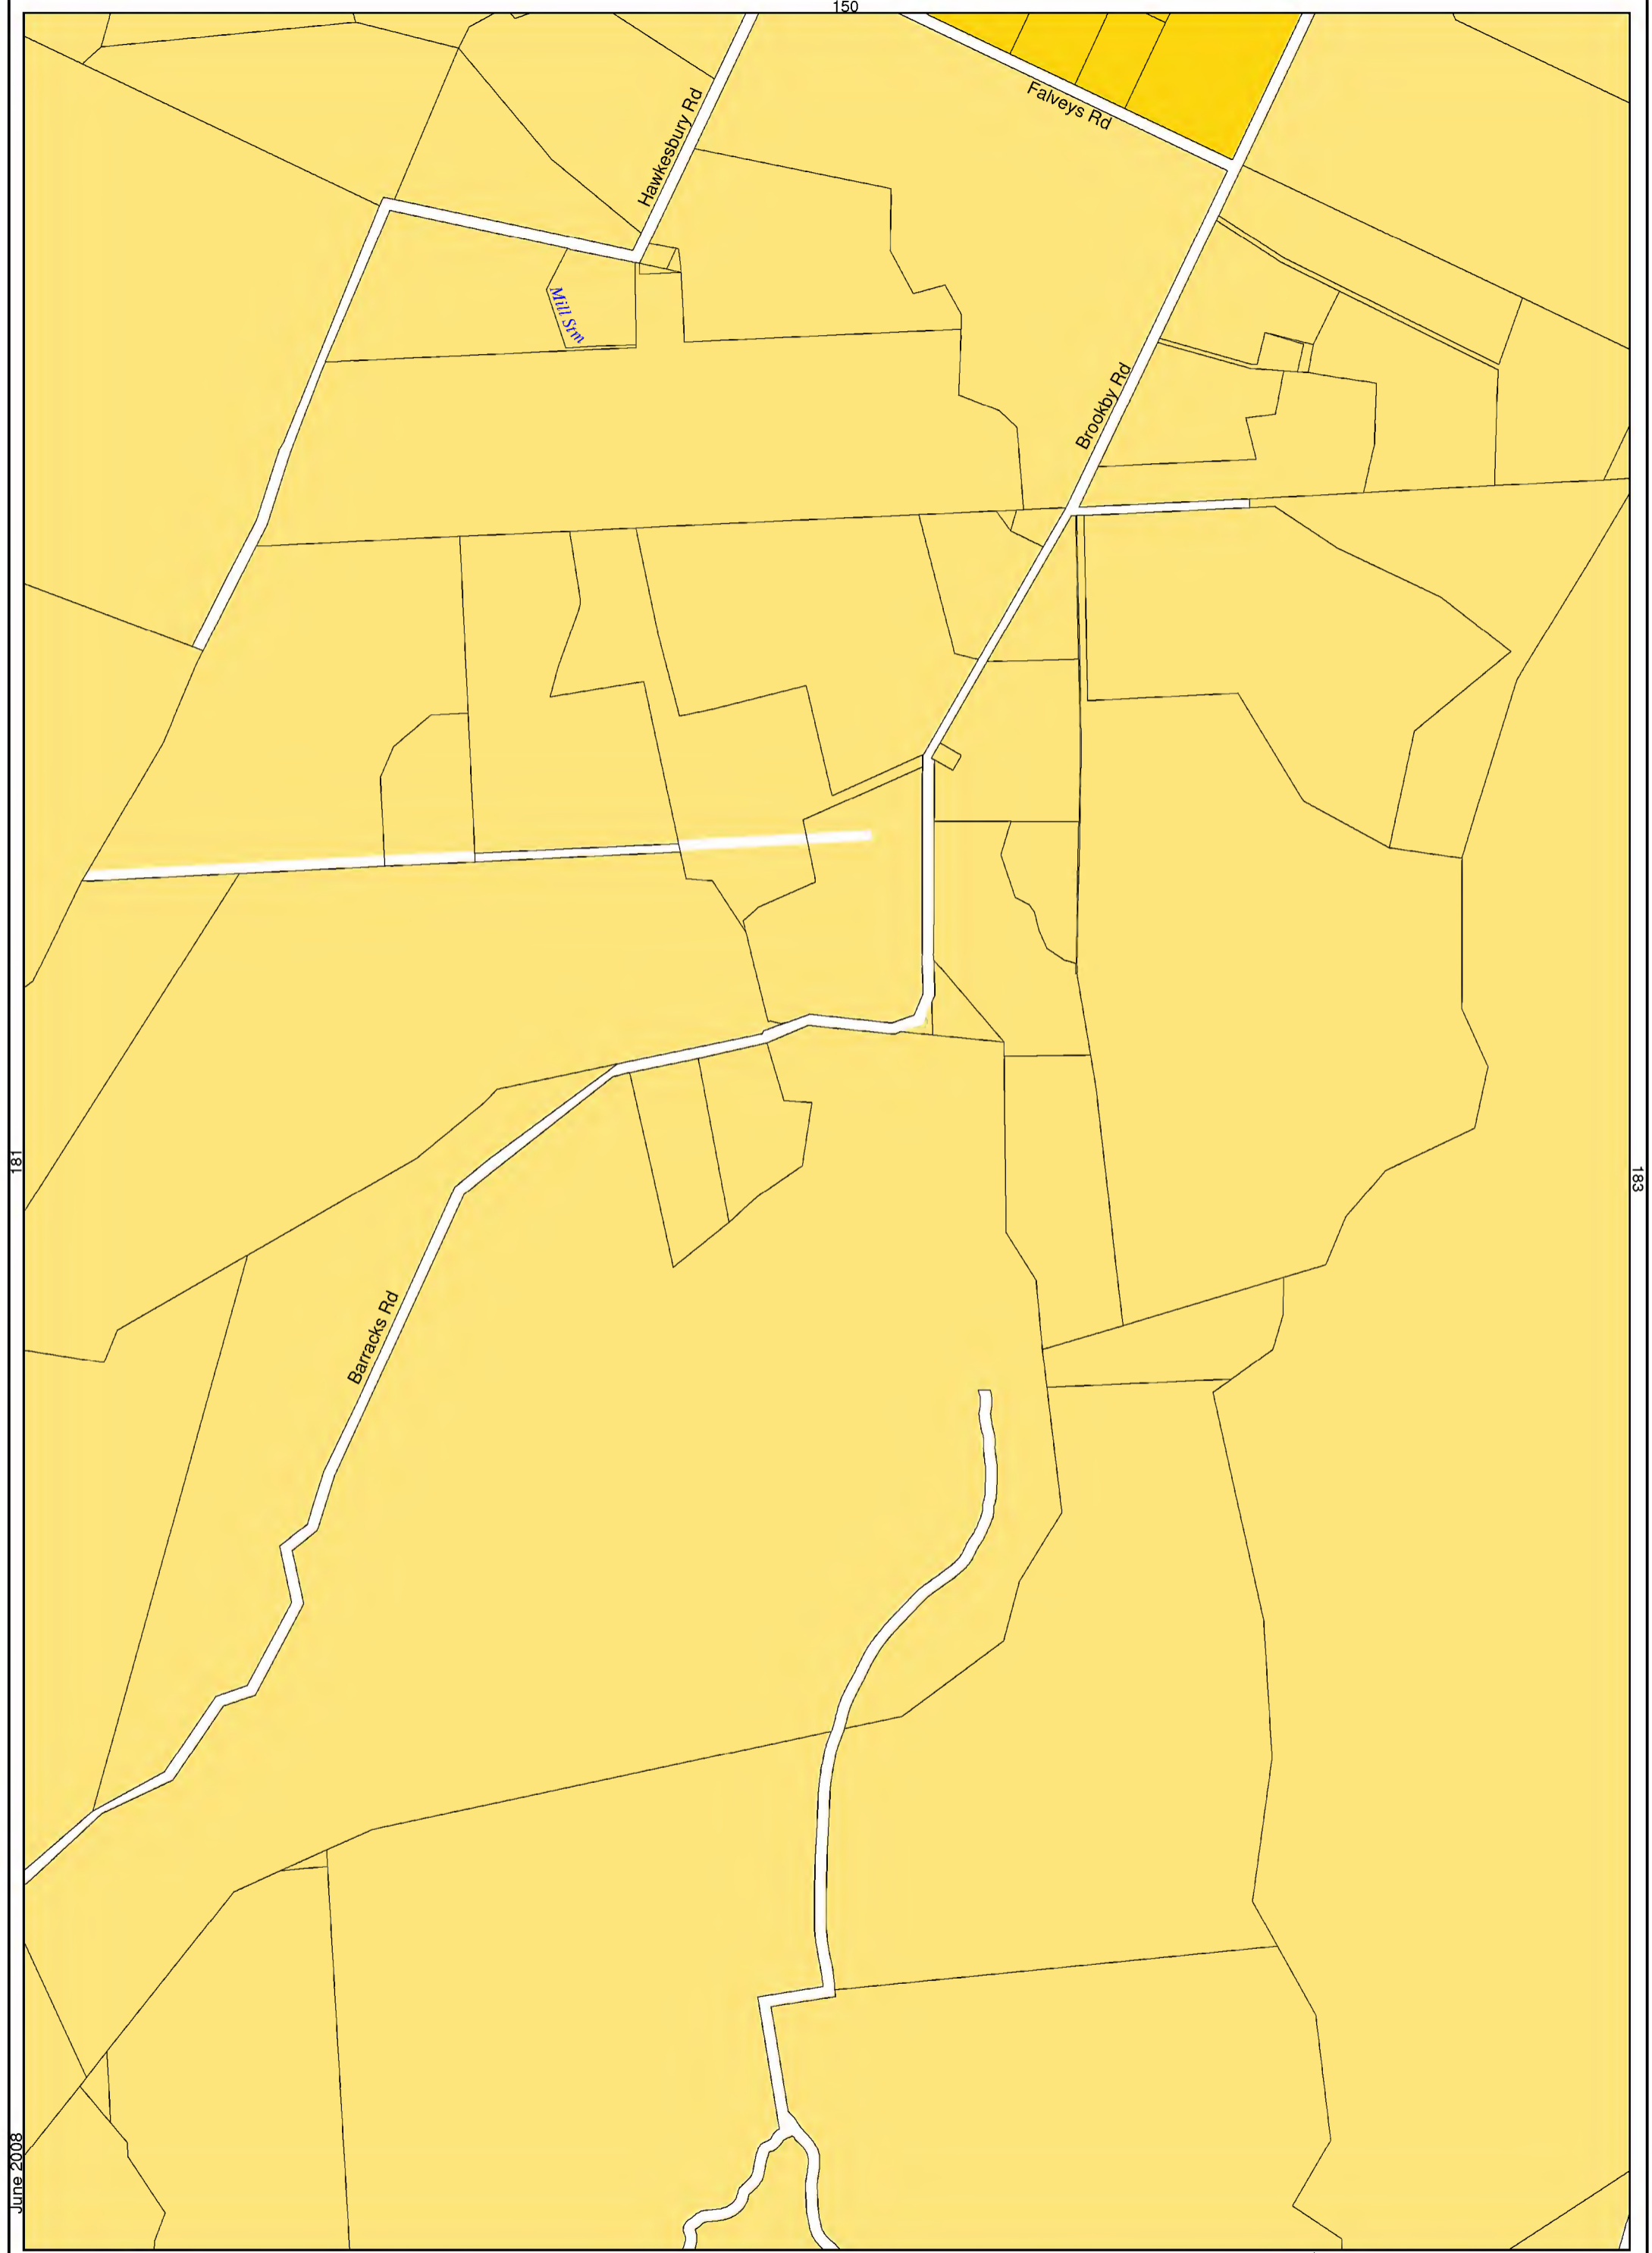 150
Hawkesbury Rd
Falveys Rd
Mill Stm
Brookby Rd
181
183
Barracks Rd
June 2008